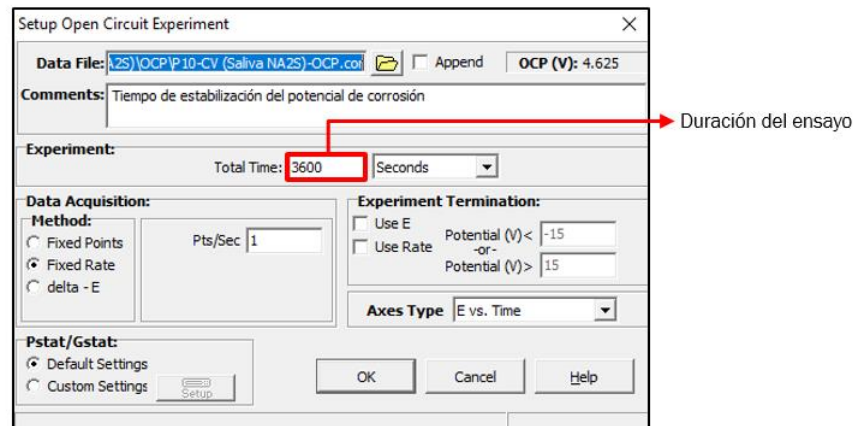 Setup Open Circuit Experiment
Data File: A2S)\OCP\P10-CV (Saliva NA2S)-OCP.cor Append OCP (V): 4.625
Comments: Tiempo de estabilización del potencial de corrosión
Duración del ensayo
Experiment:
Total Time: 3600 Seconds
Data Acquisition:
Method:
Fixed Points
Fixed Rate
delta - E
Pts/Sec 1
Experiment Termination:
Use E
Use Rate
Potential (V)< -15
-or-
Potential (V)> 15
Axes Type E vs. Time
Pstat/Gstat:
Default Settings
Custom Settings
Setup
OK Cancel Help